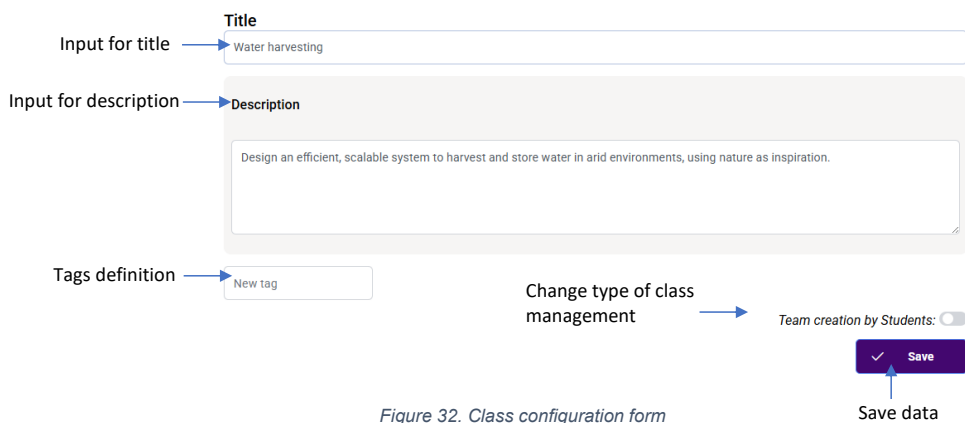 Title
Input for title
Water harvesting
Input for description
Description
Design an efficient, scalable system to harvest and store water in arid environments, using nature as inspiration.
Tags definition
New tag
Change type of class
management
Team creation by Students:
Save
Figure 32. Class configuration form
Save data